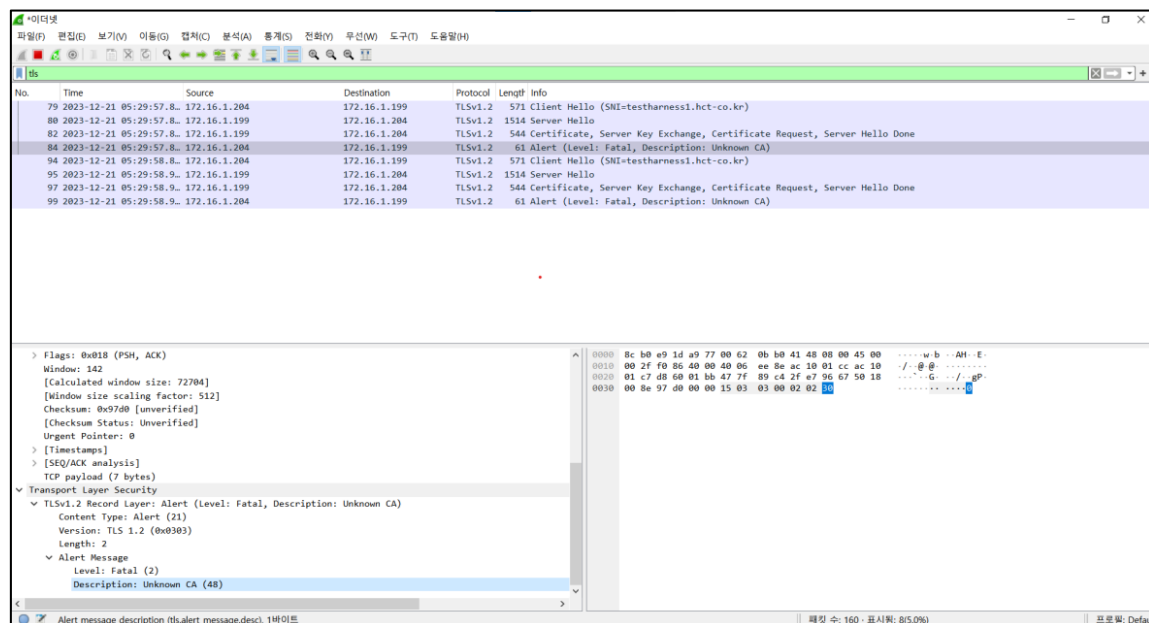 *이더넷
파일(F) 편집(E) 보기(V) 이동(G) 캡처(C) 분석(A) 통계(S) 전화(Y) 무선(W) 도구(T) 도움말(H)
tls
No. Time Source Destination Protocol Length Info
79 2023-12-21 05:29:57.8… 172.16.1.204 172.16.1.199 TLSv1.2 571 Client Hello (SNI=testharness1.hct-co.kr)
80 2023-12-21 05:29:57.8… 172.16.1.199 172.16.1.204 TLSv1.2 1514 Server Hello
82 2023-12-21 05:29:57.8… 172.16.1.199 172.16.1.204 TLSv1.2 544 Certificate, Server Key Exchange, Certificate Request, Server Hello Done
84 2023-12-21 05:29:57.8… 172.16.1.204 172.16.1.199 TLSv1.2 61 Alert (Level: Fatal, Description: Unknown CA)
94 2023-12-21 05:29:58.8… 172.16.1.204 172.16.1.199 TLSv1.2 571 Client Hello (SNI=testharness1.hct-co.kr)
95 2023-12-21 05:29:58.9… 172.16.1.199 172.16.1.204 TLSv1.2 1514 Server Hello
97 2023-12-21 05:29:58.9… 172.16.1.199 172.16.1.204 TLSv1.2 544 Certificate, Server Key Exchange, Certificate Request, Server Hello Done
99 2023-12-21 05:29:58.9… 172.16.1.204 172.16.1.199 TLSv1.2 61 Alert (Level: Fatal, Description: Unknown CA)
Flags: 0x018 (PSH, ACK)
Window: 142
[Calculated window size: 72704]
[Window size scaling factor: 512]
Checksum: 0x97d0 [unverified]
[Checksum Status: Unverified]
Urgent Pointer: 0
[Timestamps]
[SEQ/ACK analysis]
TCP payload (7 bytes)
Transport Layer Security
TLSv1.2 Record Layer: Alert (Level: Fatal, Description: Unknown CA)
Content Type: Alert (21)
Version: TLS 1.2 (0x0303)
Length: 2
Alert Message
Level: Fatal (2)
Description: Unknown CA (48)
0000 8c b0 e9 1d a9 77 00 62 0b b0 41 48 08 00 45 00 ·····w·b ··AH··E·
0010 00 2f f0 86 40 00 40 06 ee 8e ac 10 01 cc ac 10 ·/··@·@· ········
0020 01 c7 d8 60 01 bb 47 7f 89 c4 2f e7 96 67 50 18 ···`··G· ··/··gP·
0030 00 8e 97 d0 00 00 15 03 03 00 02 02 30 ········ ····0
Alert message description (tls.alert_message.desc), 1바이트
패킷 수: 160 · 표시됨: 8(5.0%)
프로필: Defau